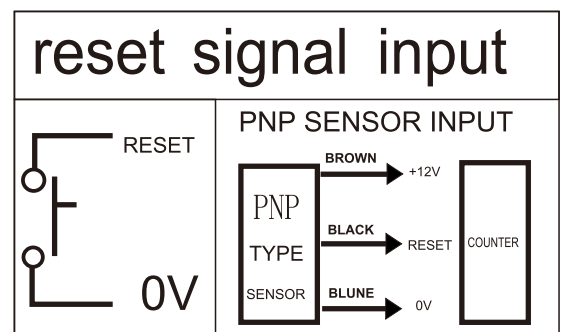 reset signal input
RESET
0V
PNP SENSOR INPUT
BROWN
+12V
PNP
TYPE
SENSOR
BLACK
RESET
BLUNE
0V
COUNTER